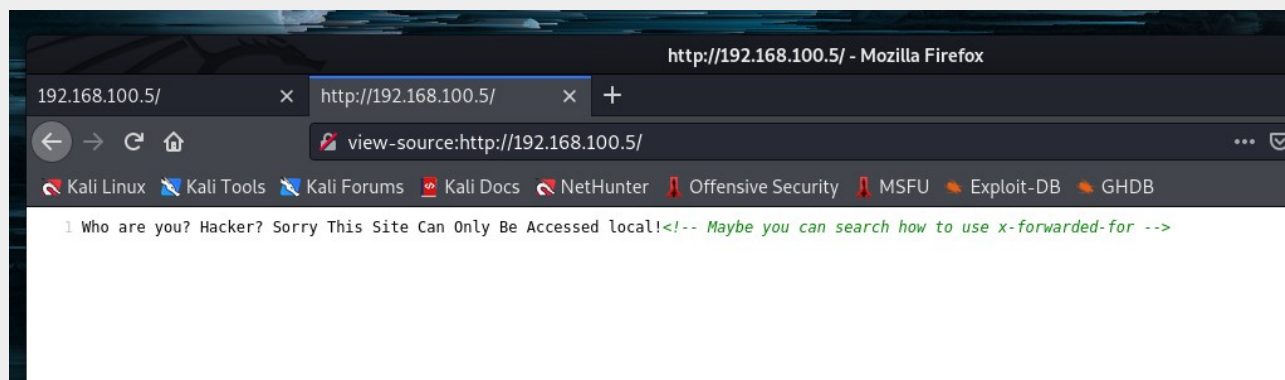 http://192.168.100.5/ - Mozilla Firefox
192.168.100.5/ × http://192.168.100.5/ × +
view-source:http://192.168.100.5/
Kali Linux Kali Tools Kali Forums Kali Docs NetHunter Offensive Security MSFU Exploit-DB GHDB
1 Who are you? Hacker? Sorry This Site Can Only Be Accessed local!<!-- Maybe you can search how to use x-forwarded-for -->